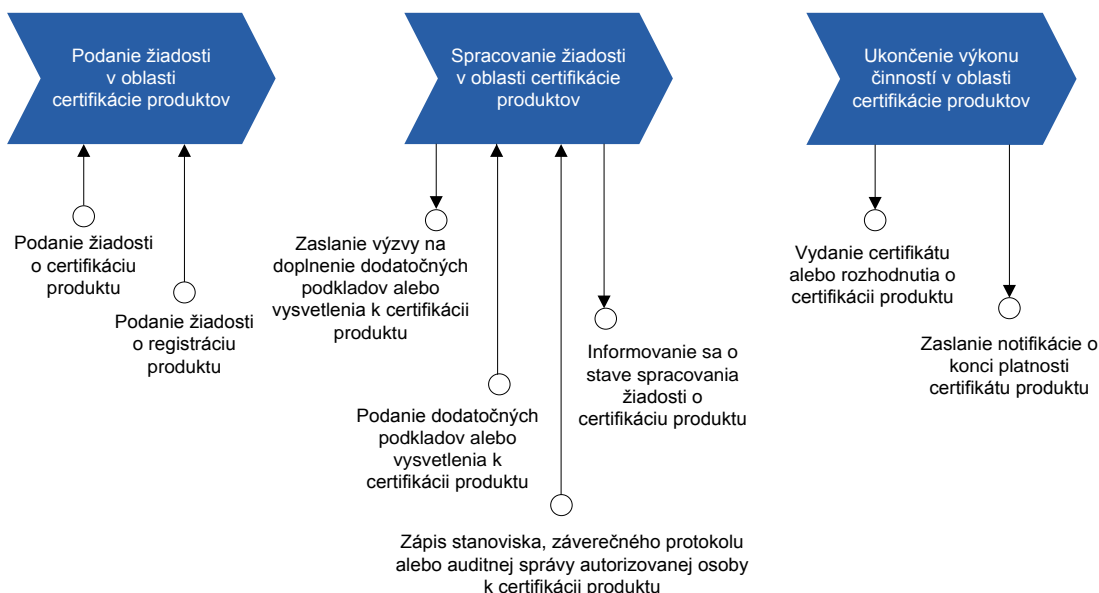 Podanie žiadosti
v oblasti
certifikácie produktov
Spracovanie žiadosti
v oblasti certifikácie
produktov
Ukončenie výkonu
činností v oblasti
certifikácie produktov
Podanie žiadosti
o certifikáciu
produktu
Podanie žiadosti
o registráciu
produktu
Zaslanie výzvy na
doplnenie dodatočných
podkladov alebo
vysvetlenia k certifikácii
produktu
Podanie dodatočných
podkladov alebo
vysvetlenia k
certifikácii produktu
Zápis stanoviska, záverečného protokolu
alebo auditnej správy autorizovanej osoby
k certifikácii produktu
Informovanie sa o
stave spracovania
žiadosti o
certifikáciu produktu
Vydanie certifikátu
alebo rozhodnutia o
certifikácii produktu
Zaslanie notifikácie o
konci platnosti
certifikátu produktu